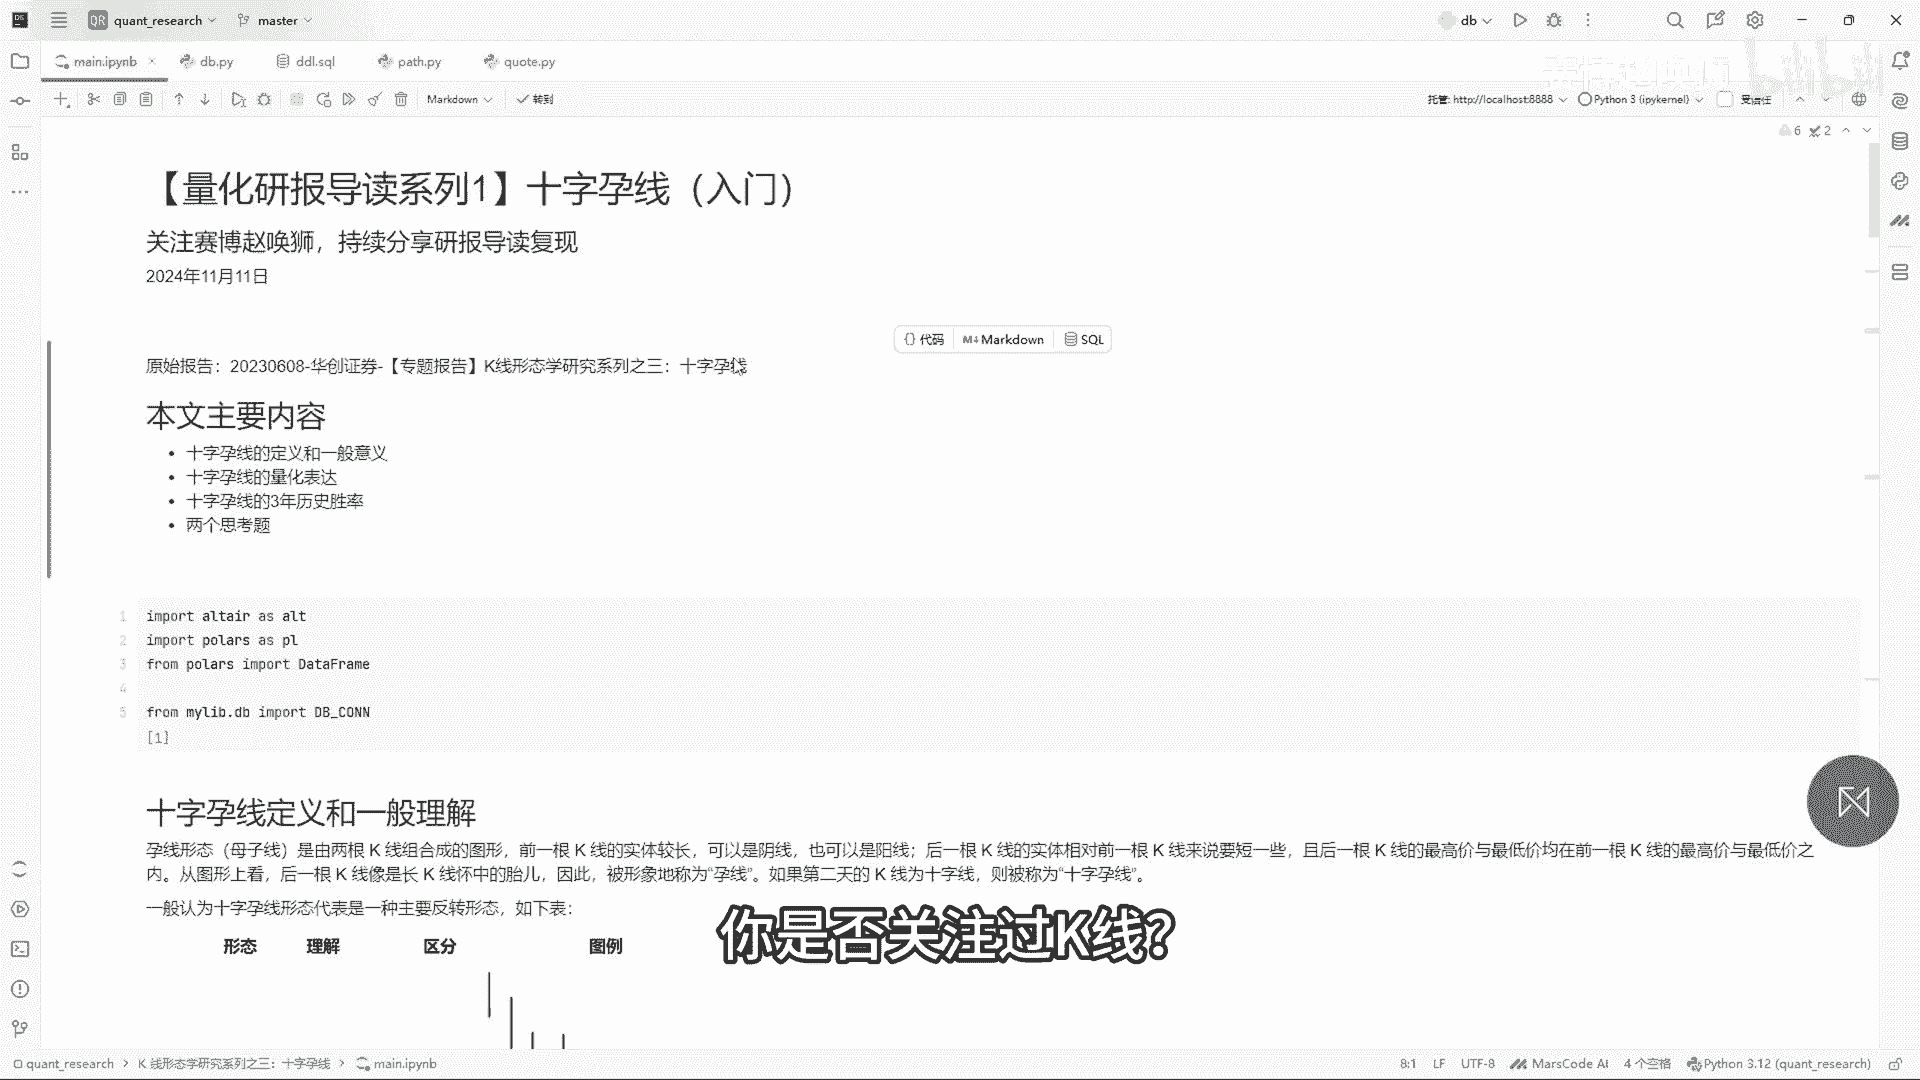 QR quant_research master db
main.ipynb db.py ddl.sql path.py quote.py
Markdown 转到 托管: http://localhost:8888 Python 3 (ipykernel) 受信任
6 2
【量化研报导读系列1】十字孕线（入门）
关注赛博赵唤狮，持续分享研报导读复现
2024年11月11日
{} 代码 M↓ Markdown SQL
原始报告：20230608-华创证券-【专题报告】K线形态学研究系列之三：十字孕线
本文主要内容
• 十字孕线的定义和一般意义
• 十字孕线的量化表达
• 十字孕线的3年历史胜率
• 两个思考题
1 import altair as alt
2 import polars as pl
3 from polars import DataFrame
4
5 from mylib.db import DB_CONN
[1]
十字孕线定义和一般理解
孕线形态（母子线）是由两根 K 线组合成的图形，前一根 K 线的实体较长，可以是阴线，也可以是阳线；后一根 K 线的实体相对前一根 K 线来说要短一些，且后一根 K 线的最高价与最低价均在前一根 K 线的最高价与最低价之
内。从图形上看，后一根 K 线像是长 K 线怀中的胎儿，因此，被形象地称为“孕线”。如果第二天的 K 线为十字线，则被称为“十字孕线”。
一般认为十字孕线形态代表是一种主要反转形态，如下表：
形态 理解 区分 图例
你是否关注过K线?
quant_research > K 线形态学研究系列之三：十字孕线 > main.ipynb 8:1 LF UTF-8 MarsCode AI 4 个空格 Python 3.12 (quant_research)